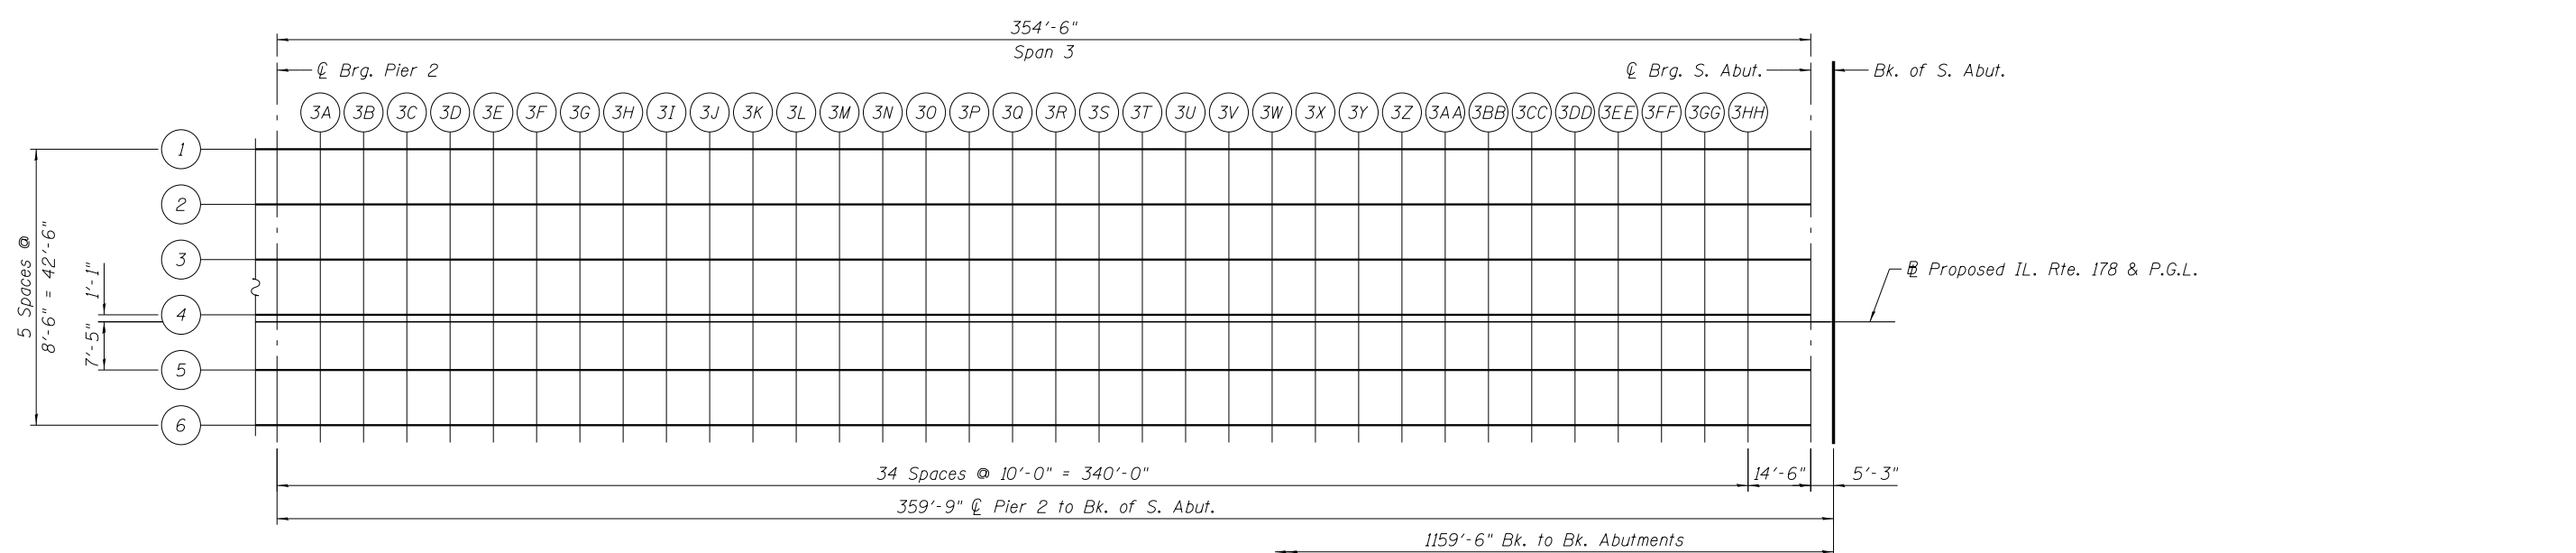 354'-6"
Span 3
℄ Brg. Pier 2
℄ Brg. S. Abut.
Bk. of S. Abut.
3A 3B 3C 3D 3E 3F 3G 3H 3I 3J 3K 3L 3M 3N 3O 3P 3Q 3R 3S 3T 3U 3V 3W 3X 3Y 3Z 3AA 3BB 3CC 3DD 3EE 3FF 3GG 3HH
1
2
3
4
5
6
5 Spaces @
8'-6" = 42'-6"
1'-1"
7'-5"
Proposed IL. Rte. 178 & P.G.L.
34 Spaces @ 10'-0" = 340'-0"
14'-6"
5'-3"
359'-9" ℄ Pier 2 to Bk. of S. Abut.
1159'-6" Bk. to Bk. Abutments